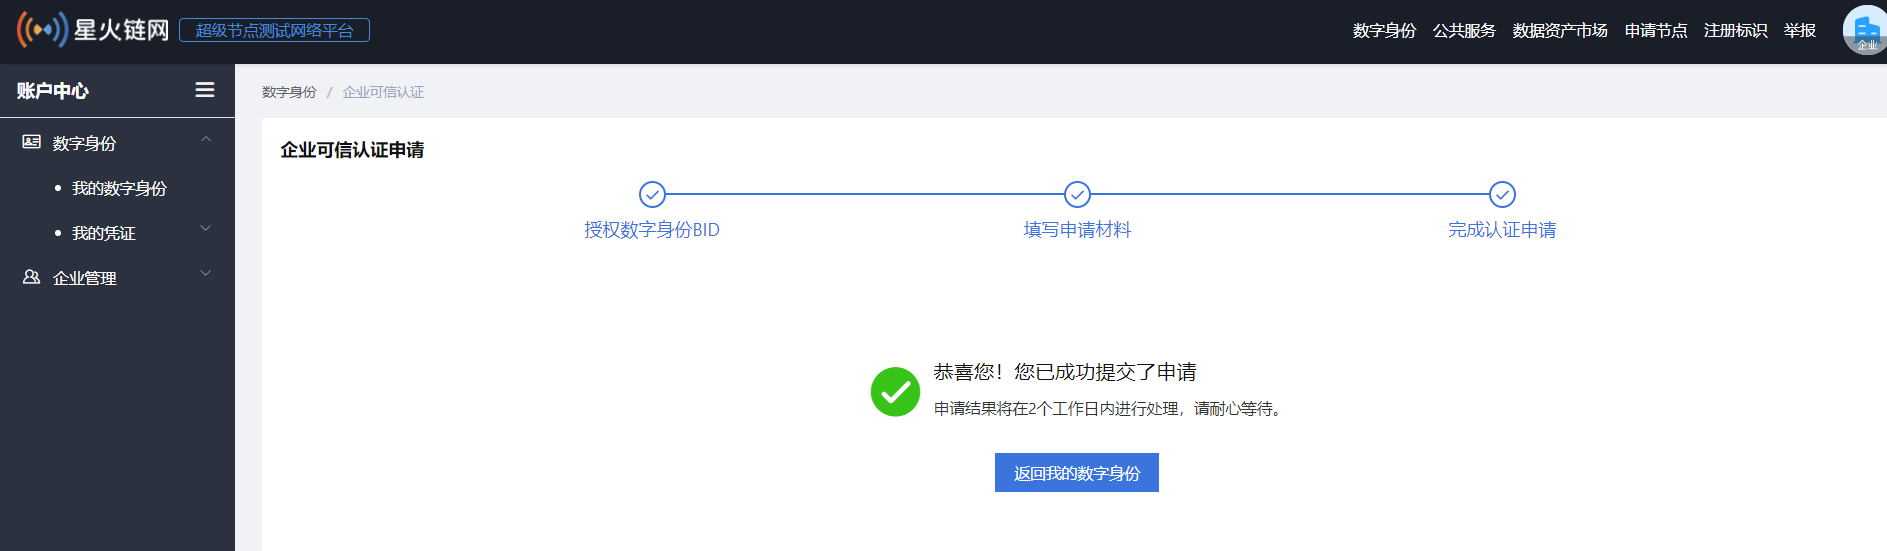 星火链网 超级节点测试网络平台 数字身份 公共服务 数据资产市场 申请节点 注册标识 举报
企业
账户中心
数字身份
我的数字身份
我的凭证
企业管理
数字身份 / 企业可信认证
企业可信认证申请
授权数字身份BID 填写申请材料 完成认证申请
恭喜您！您已成功提交了申请
申请结果将在2个工作日内进行处理，请耐心等待。
返回我的数字身份